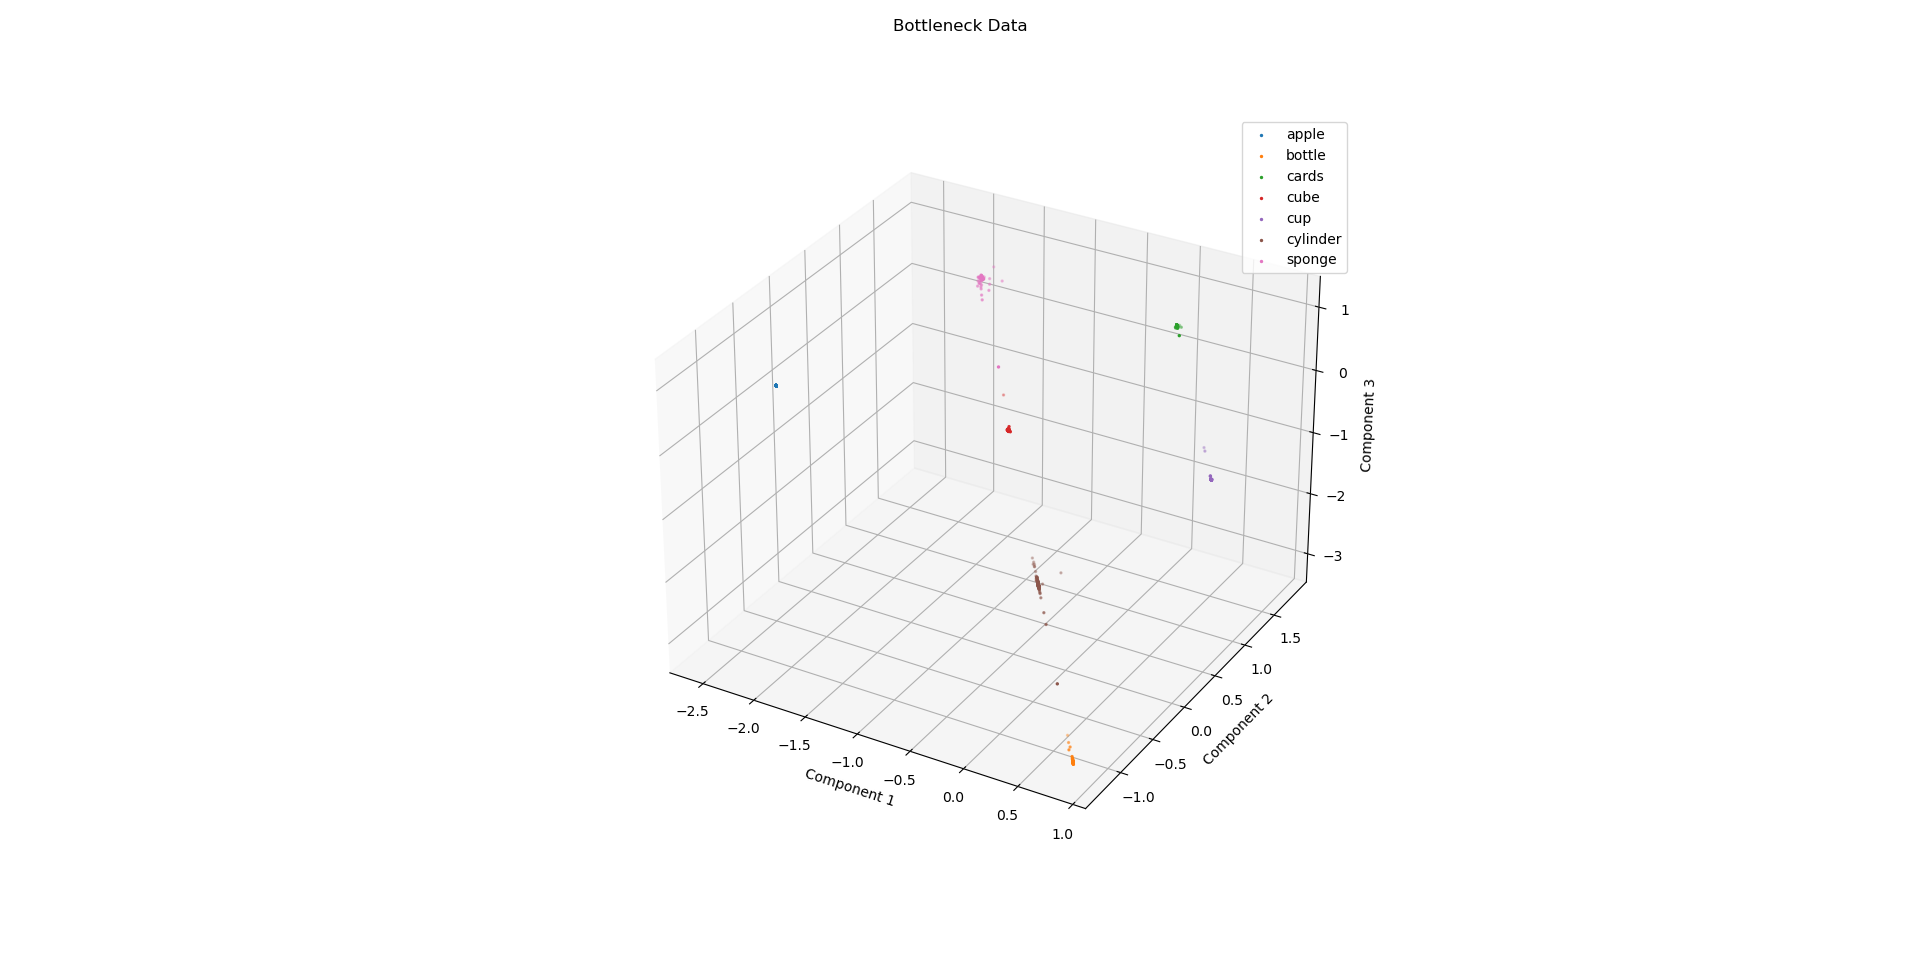 Bottleneck Data
apple
bottle
cards
cube
cup
cylinder
sponge
1
0
−1
−2
−3
Component 3
1.5
1.0
0.5
0.0
−0.5
−1.0
Component 2
−2.5
−2.0
−1.5
−1.0
−0.5
0.0
0.5
1.0
Component 1